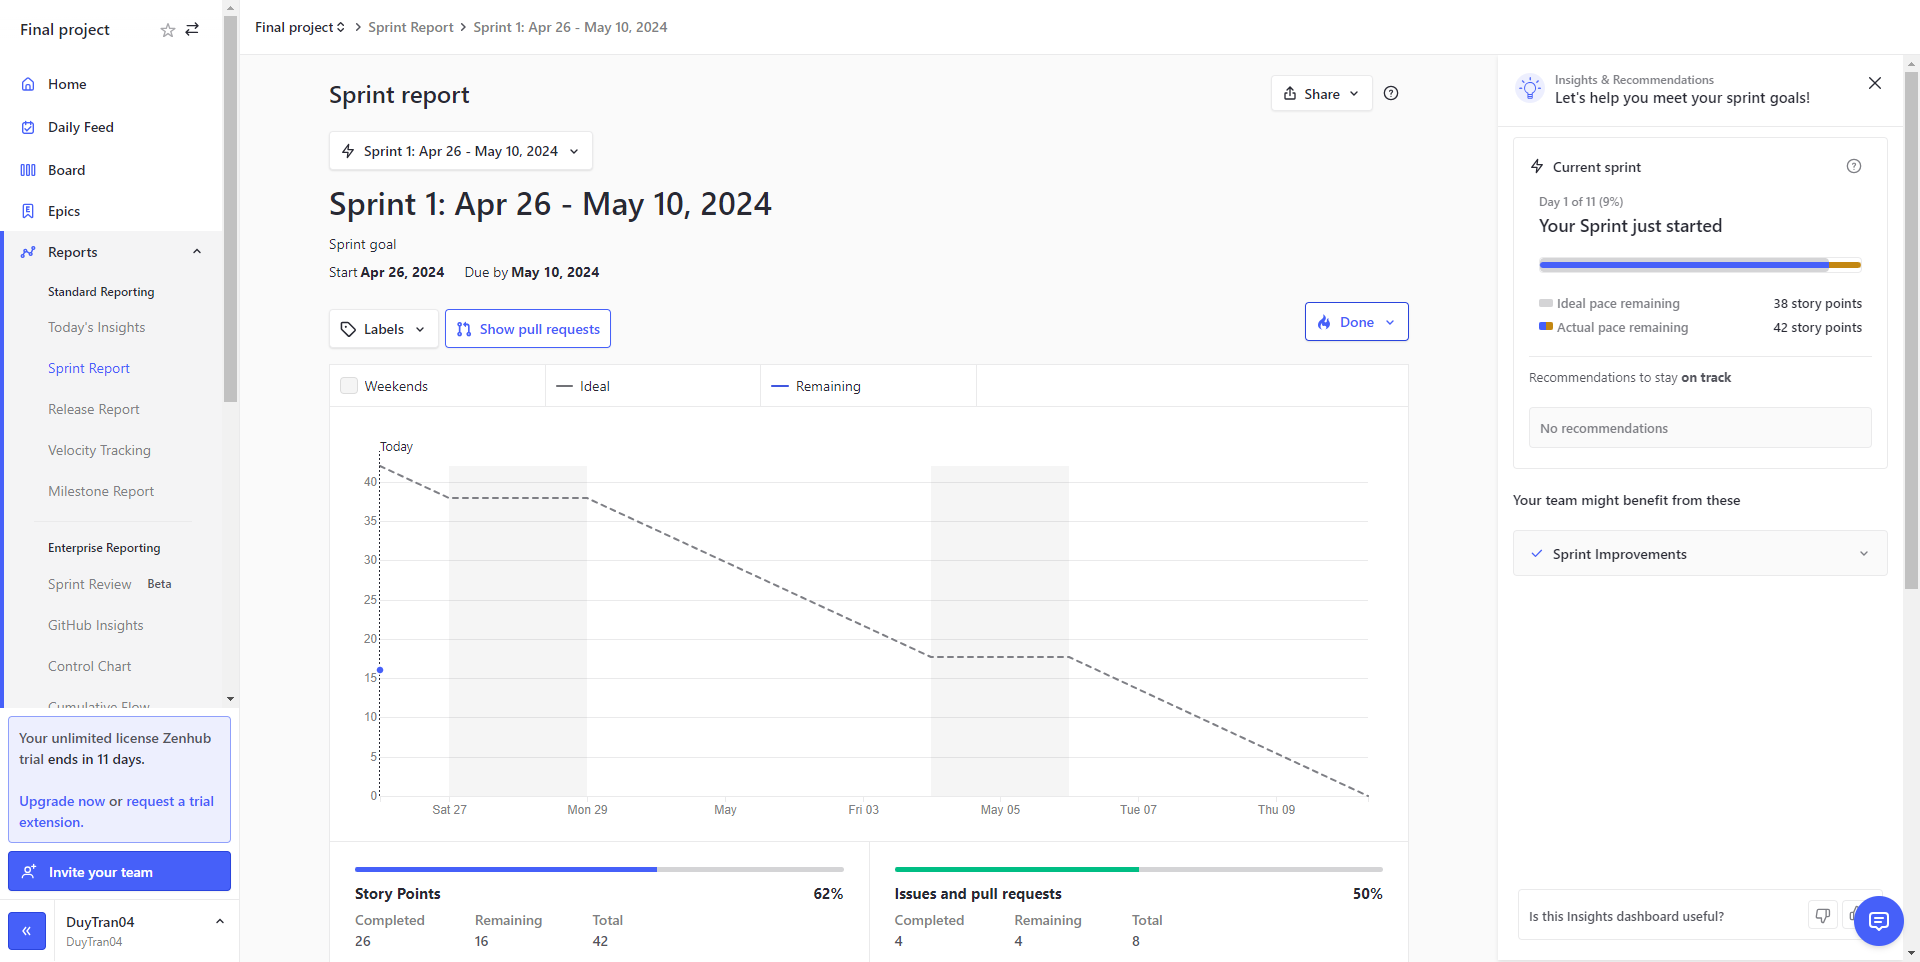 Final project
Home
Daily Feed
Board
Epics
Reports
Standard Reporting
Today's Insights
Sprint Report
Release Report
Velocity Tracking
Milestone Report
Enterprise Reporting
Sprint Review Beta
GitHub Insights
Control Chart
Cumulative Flow
Your unlimited license Zenhub
trial ends in 11 days.
Upgrade now or request a trial
extension.
Invite your team
DuyTran04
DuyTran04
Final project > Sprint Report > Sprint 1: Apr 26 - May 10, 2024
Sprint report
Share
Sprint 1: Apr 26 - May 10, 2024
Sprint 1: Apr 26 - May 10, 2024
Sprint goal
Start Apr 26, 2024 Due by May 10, 2024
Labels
Show pull requests
Done
Weekends Ideal Remaining
Today
40
35
30
25
20
15
10
5
0
Sat 27 Mon 29 May Fri 03 May 05 Tue 07 Thu 09
Story Points 62%
Completed Remaining Total
26 16 42
Issues and pull requests 50%
Completed Remaining Total
4 4 8
Insights & Recommendations
Let's help you meet your sprint goals!
Current sprint
Day 1 of 11 (9%)
Your Sprint just started
Ideal pace remaining 38 story points
Actual pace remaining 42 story points
Recommendations to stay on track
No recommendations
Your team might benefit from these
Sprint Improvements
Is this Insights dashboard useful?